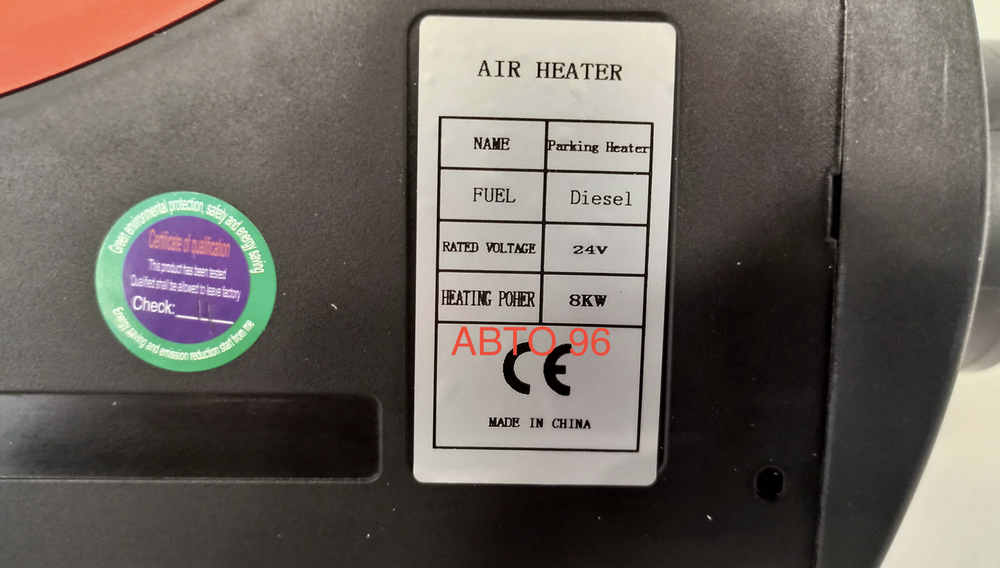 AIR HEATER
NAME Parking Heater
FUEL Diesel
RATED VOLTAGE 24V
HEATING POHER 8KW
АВТО 96
CE
MADE IN CHINA
Green environmental protection, safety and energy saving
Certificate of qualification
This product has been tested
Qualified shall be allowed to leave factory
Check:
Energy saving and emission reduction start from me